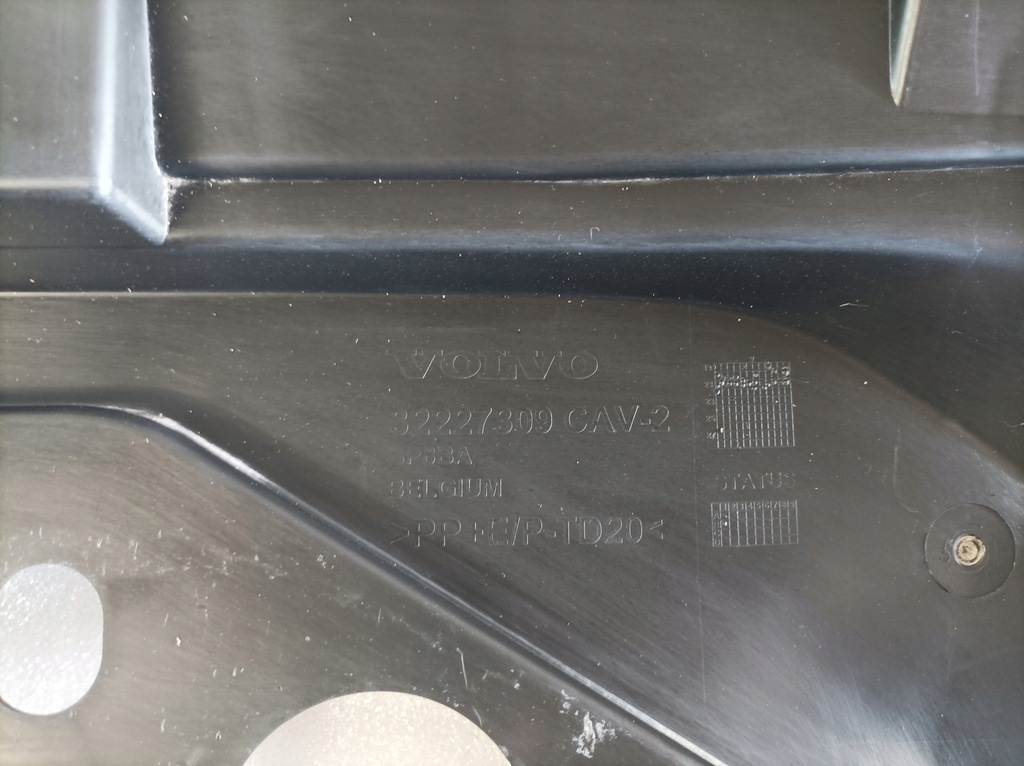 VOLVO
32227309 CAV-2
BELGIUM
>PP+E/P-TD20<
STATUS